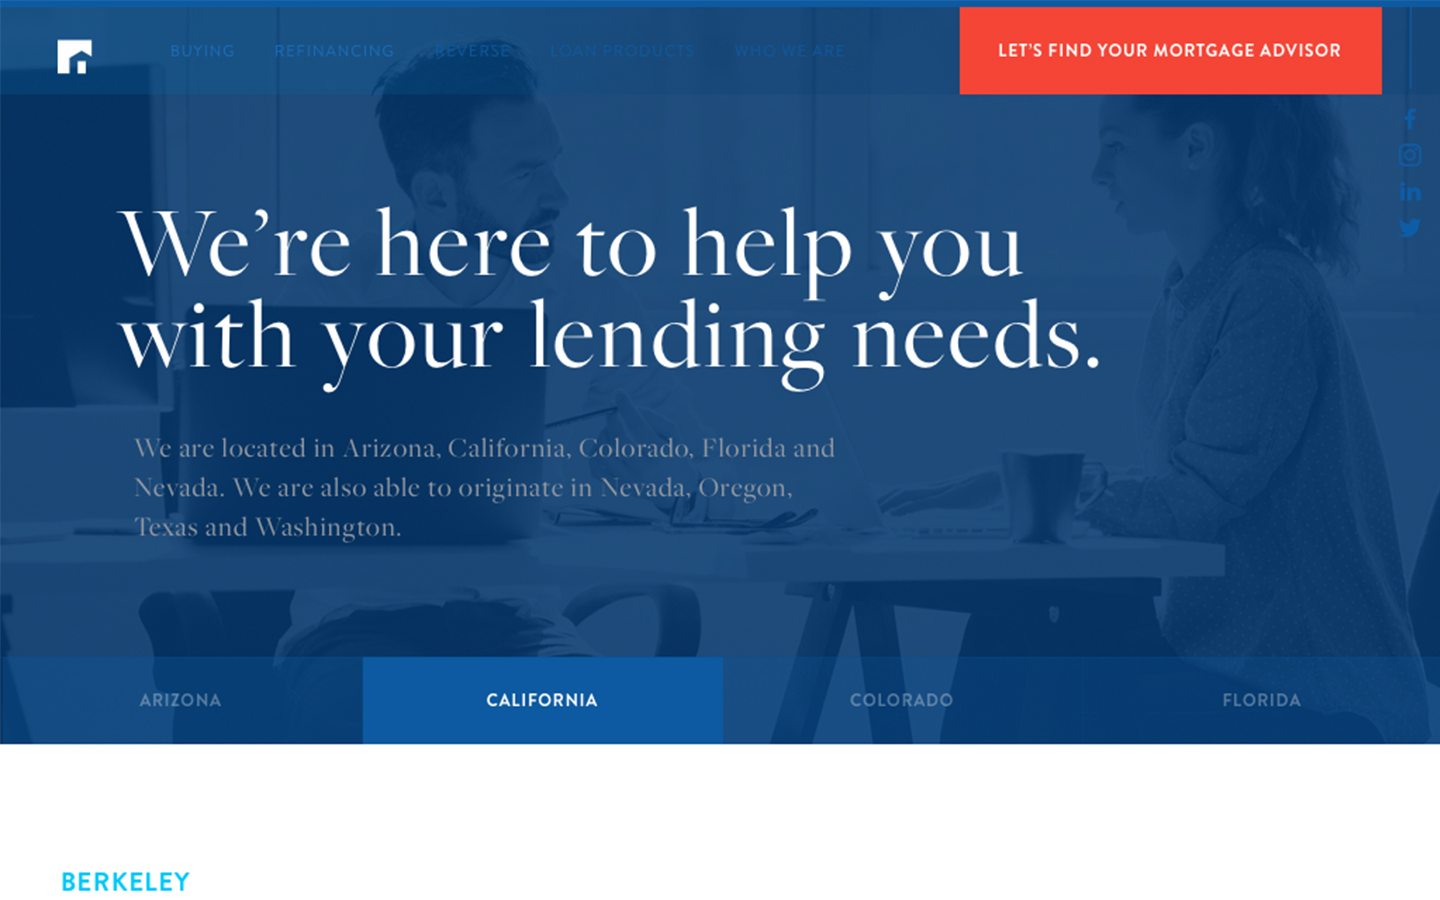 BUYING REFINANCING REVERSE LOAN PRODUCTS WHO WE ARE LET'S FIND YOUR MORTGAGE ADVISOR
We're here to help you
with your lending needs.
We are located in Arizona, California, Colorado, Florida and
Nevada. We are also able to originate in Nevada, Oregon,
Texas and Washington.
ARIZONA CALIFORNIA COLORADO FLORIDA
BERKELEY